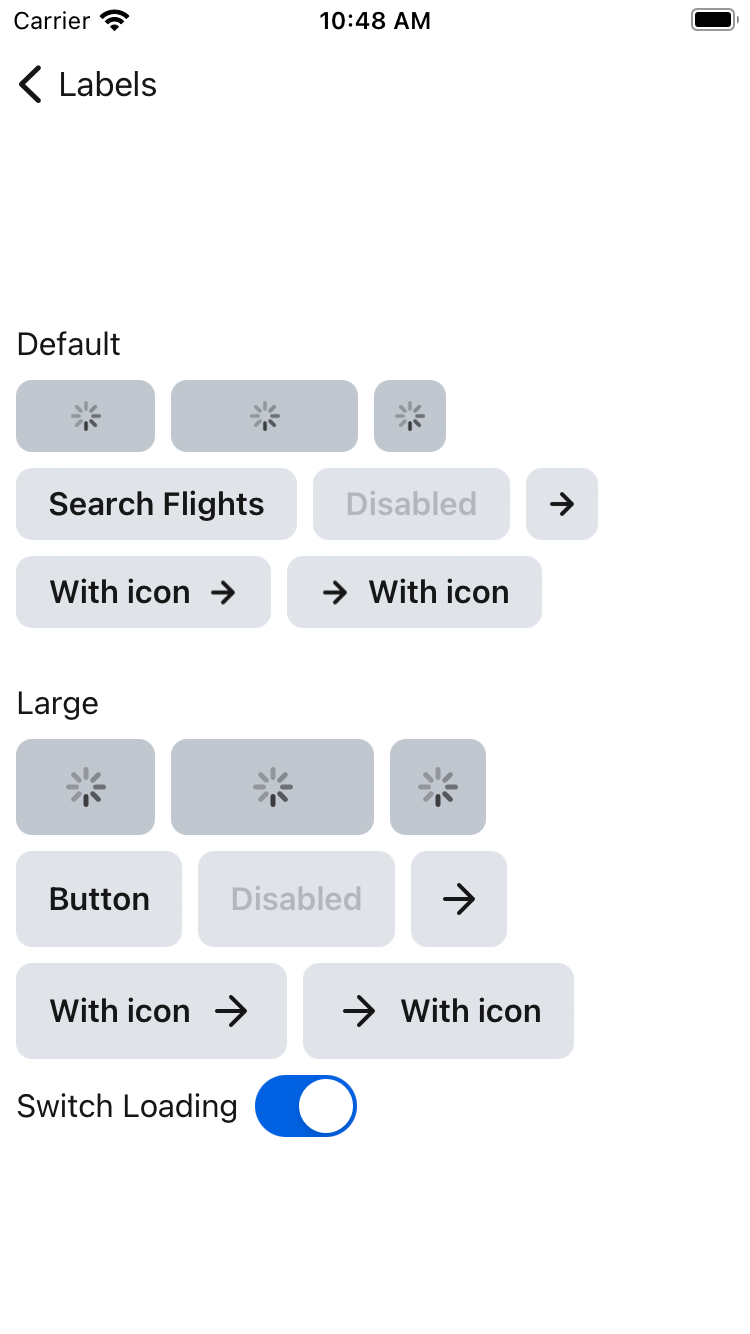 Carrier 10:48 AM
Labels
Default
Search Flights Disabled
With icon With icon
Large
Button Disabled
With icon With icon
Switch Loading